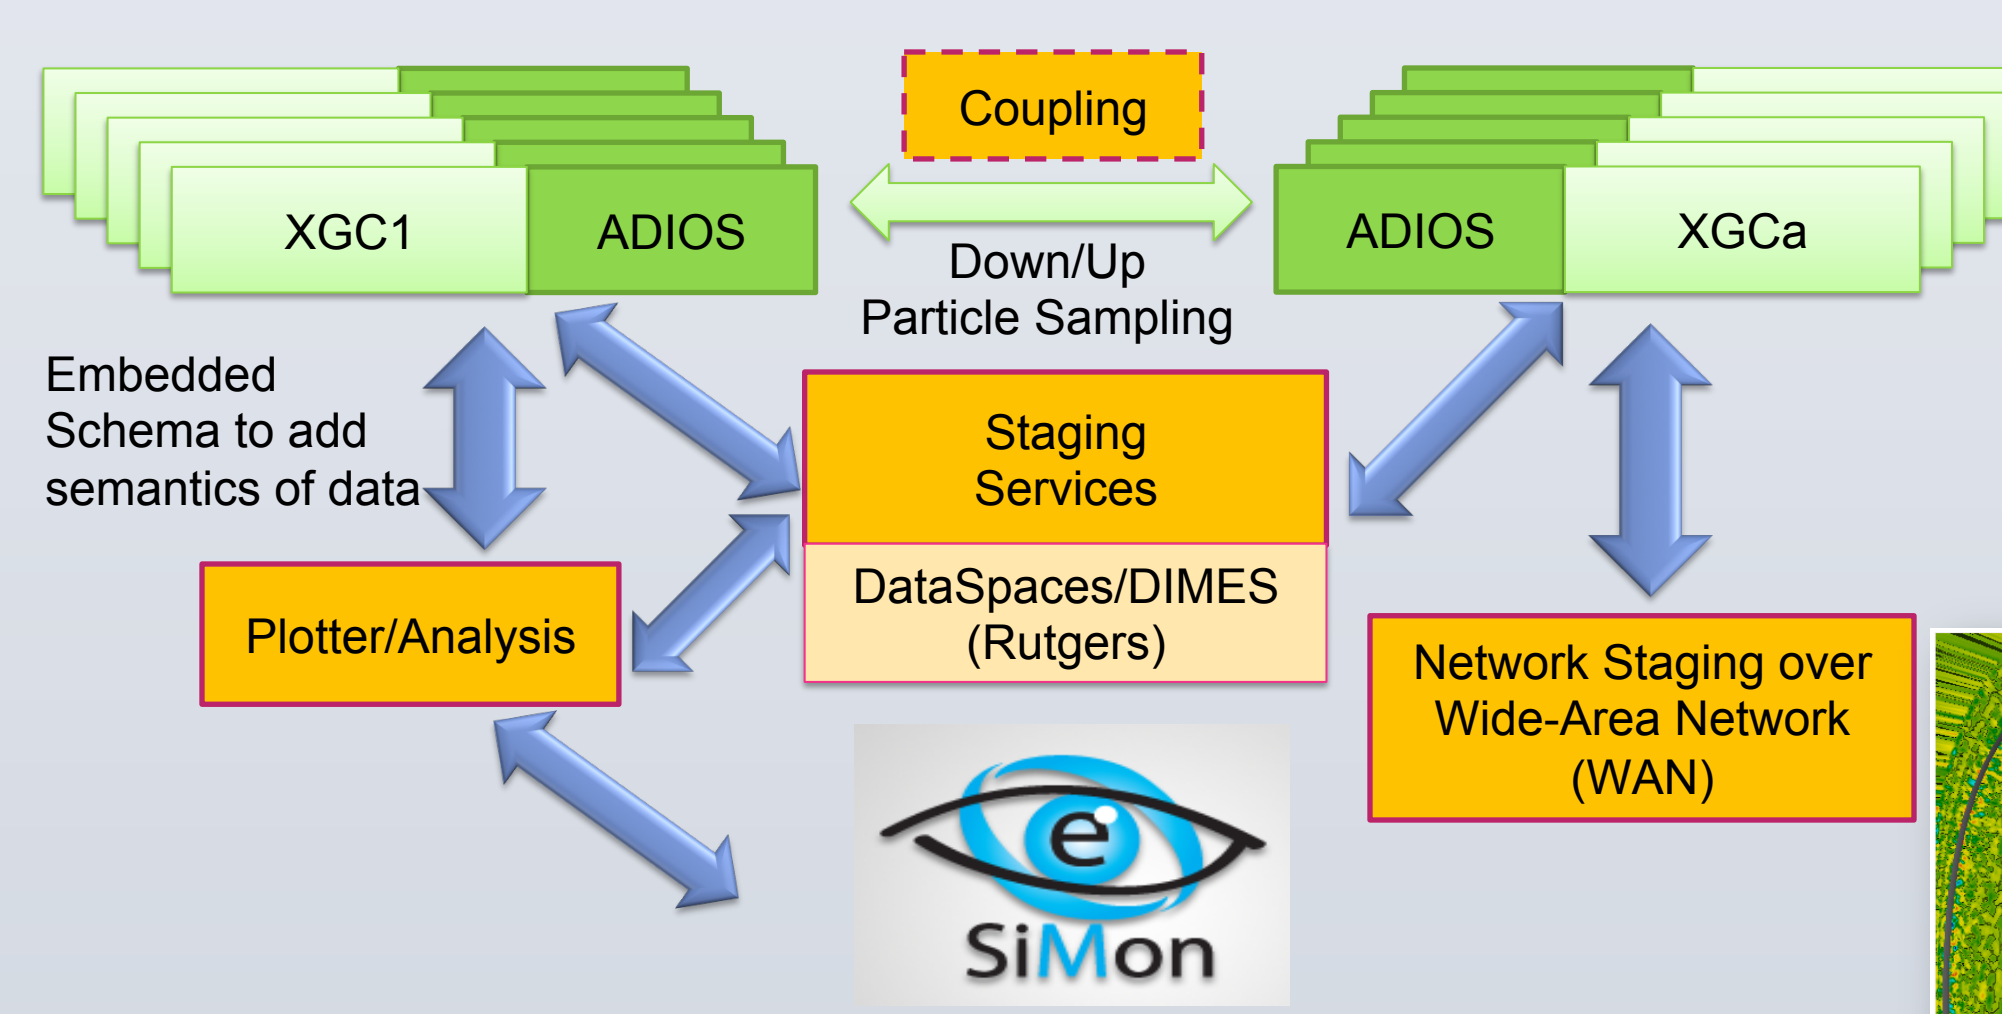 Coupling
XGC1
ADIOS
ADIOS
XGCa
Down/Up
Particle Sampling
Embedded
Schema to add
semantics of data
Staging
Services
DataSpaces/DIMES
(Rutgers)
Plotter/Analysis
Network Staging over
Wide-Area Network
(WAN)
e
SiMon